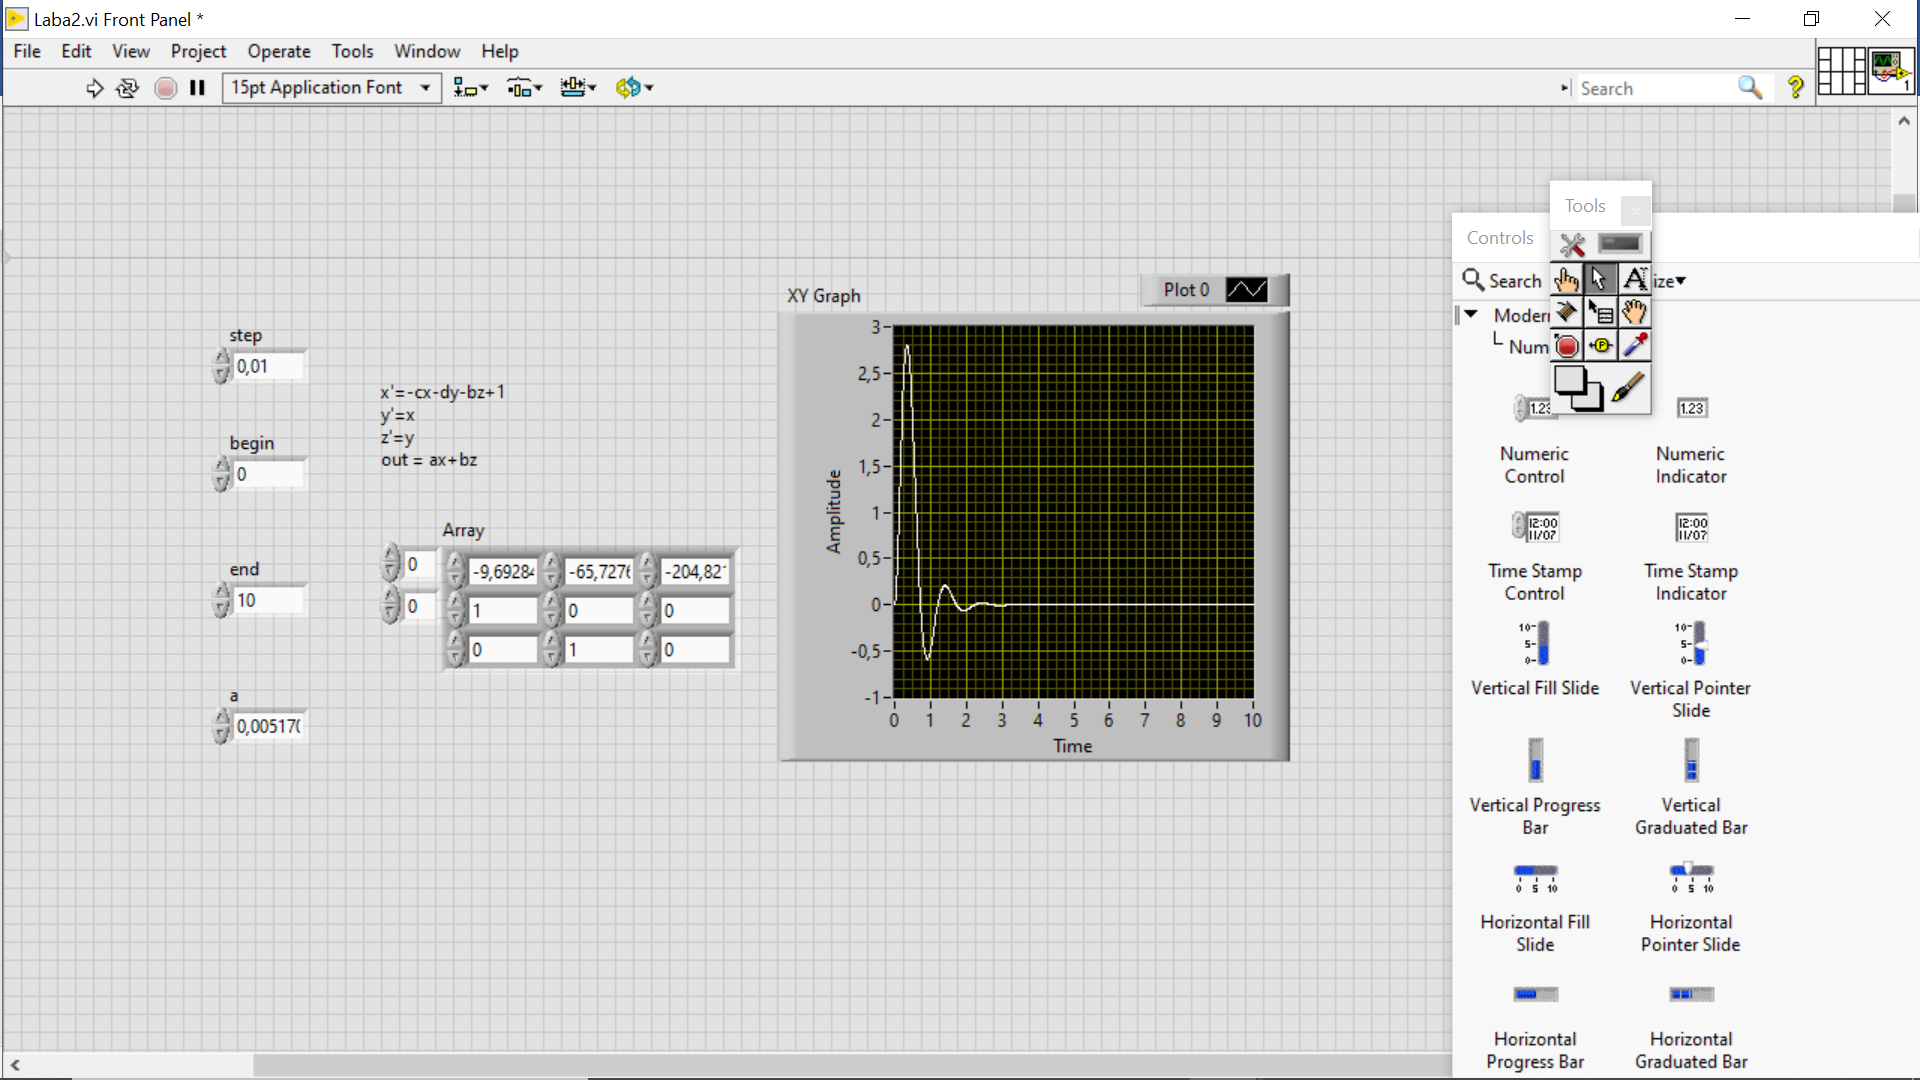 Laba2.vi Front Panel *
File Edit View Project Operate Tools Window Help
15pt Application Font
Search
1
step
0,01
begin
0
end
10
a
0,005170
x'=-cx-dy-bz+1
y'=x
z'=y
out = ax+bz
Array
0
0
-9,69284 -65,7276 -204,82
1 0 0
0 1 0
XY Graph
Plot 0
Amplitude
3
2,5
2
1,5
1
0,5
0
-0,5
-1
0 1 2 3 4 5 6 7 8 9 10
Time
Tools
Controls
Search
ize
Modern
Num
1.23
1.23
Numeric Control
Numeric Indicator
12:00
11/07
12:00
11/07
Time Stamp Control
Time Stamp Indicator
10
5
0
10
5
0
Vertical Fill Slide
Vertical Pointer Slide
Vertical Progress Bar
Vertical Graduated Bar
0 5 10
0 5 10
Horizontal Fill Slide
Horizontal Pointer Slide
Horizontal Progress Bar
Horizontal Graduated Bar